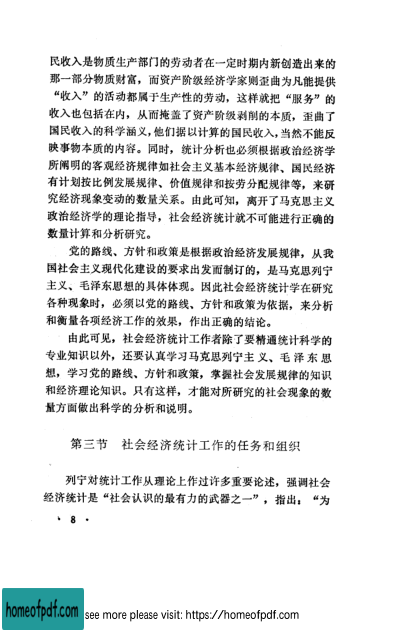 民收入是物质生产部门的劳动者在一定时期内新创造出来的
那一部分物质财富，而资产阶级经济学家则歪曲为凡能提供
“收入”的活动都属于生产性的劳动，这样就把“服务”的
收入也包括在内，从而掩盖了资产阶级剥削的本质，歪曲了
国民收入的科学涵义，他们据以计算的国民收入，当然不能反
映事物本质的内容。同时，统计分析也必须根据政治经济学
所阐明的客观经济规律如社会主义基本经济规律、国民经济
有计划按比例发展规律、价值规律和按劳分配规律等，来研
究经济现象变动的数量关系。由此可知，离开了马克思主义
政治经济学的理论指导，社会经济统计就不可能进行正确的
数量计算和分析研究。
党的路线、方针和政策是根据政治经济发展规律，从我
国社会主义现代化建设的要求出发而制订的，是马克思列宁
主义、毛泽东思想的具体体现。因此社会经济统计学在研究
各种现象时，必须以党的路线、方针和政策为依据，来分析
和衡量各项经济工作的效果，作出正确的结论。
由此可见，社会经济统计工作者除了要精通统计科学的
专业知识以外，还要认真学习马克思列宁主义、毛泽东思
想，学习党的路线、方针和政策，掌握社会发展规律的知识
和经济理论知识。只有这样，才能对所研究的社会现象的数
量方面做出科学的分析和说明。
第三节 社会经济统计工作的任务和组织
列宁对统计工作从理论上作过许多重要论述，强调社会
经济统计是“社会认识的最有力的武器之一”，指出：“为
· 8 ·
homeofpdf.com
see more please visit: https://homeofpdf.com